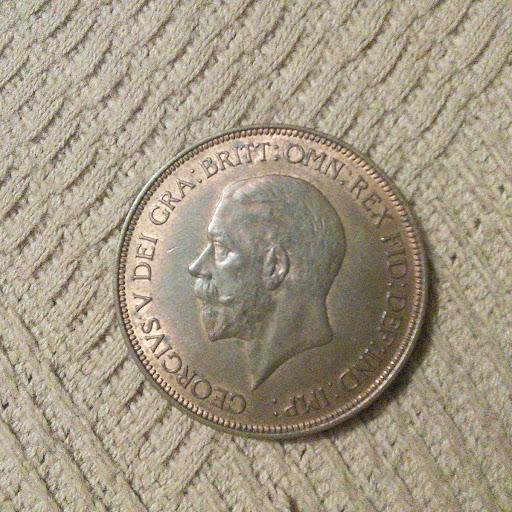 GEORGIVS V DEI GRA: BRITT: OMN: REX FID: DEF: IND: IMP: